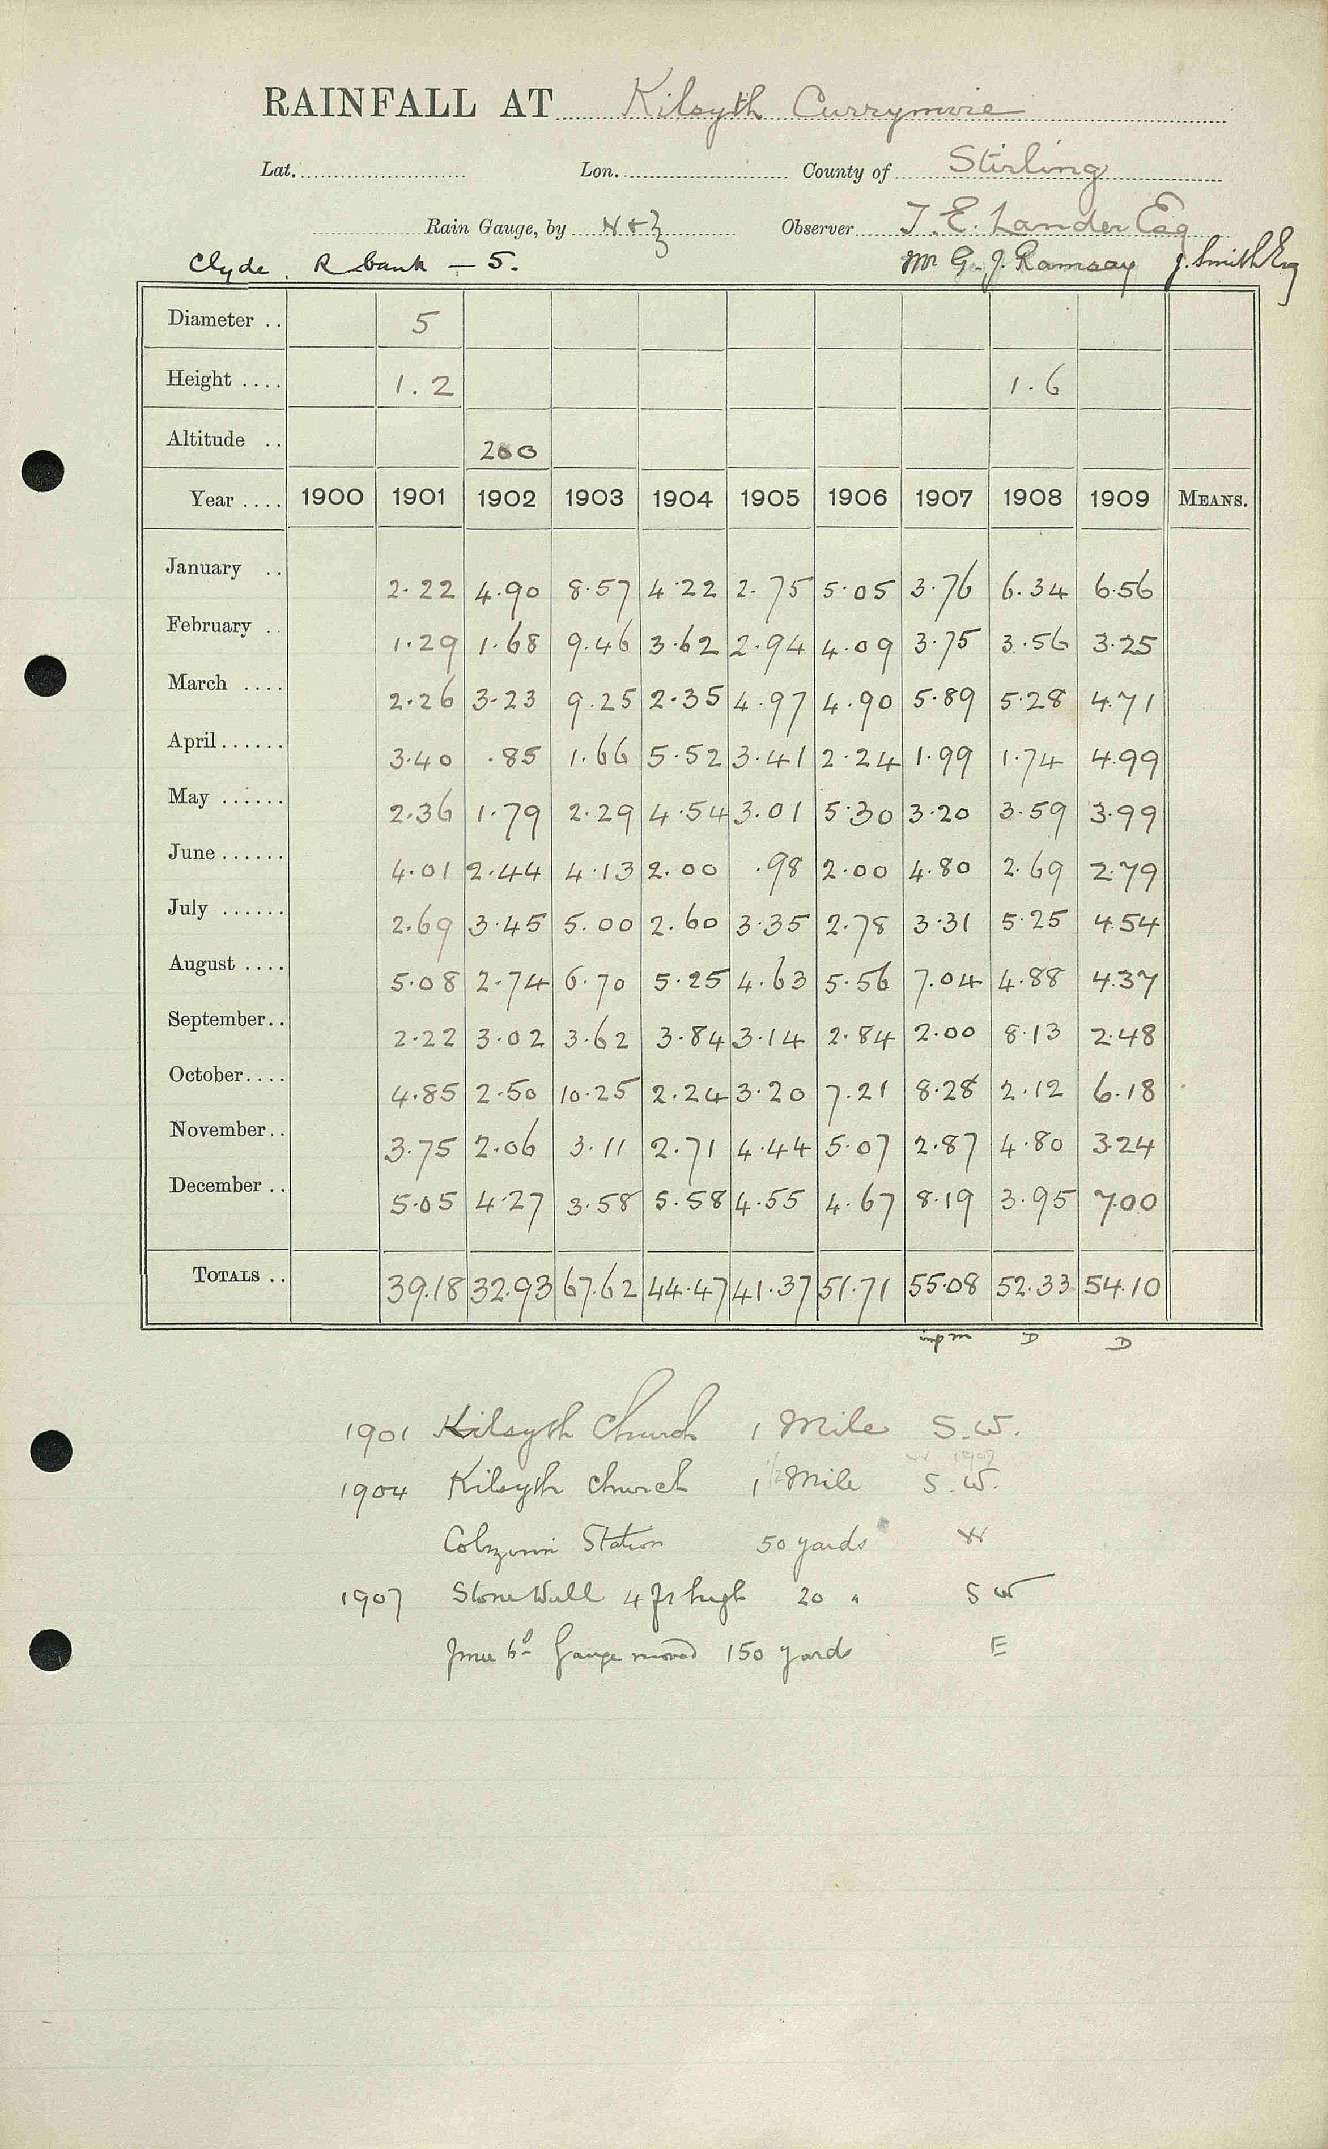 RAINFALL AT Kilsyth Currymire
Lat. Lon. County of Stirling
Rain Gauge, by N & Z Observer T. E. Lander Esq
Clyde. R bank - 5. Mr G. J. Ramsay J. Smith Esq
Diameter .. 5
Height .... 1.2 1.6
Altitude .. 200
Year .... 1900 1901 1902 1903 1904 1905 1906 1907 1908 1909 MEANS.
January .. 2.22 4.90 8.57 4.22 2.75 5.05 3.76 6.34 6.56
February .. 1.29 1.68 9.46 3.62 2.94 4.09 3.75 3.56 3.25
March .... 2.26 3.23 9.25 2.35 4.97 4.90 5.89 5.28 4.71
April...... 3.40 .85 1.66 5.52 3.41 2.24 1.99 1.74 4.99
May ...... 2.36 1.79 2.29 4.54 3.01 5.30 3.20 3.59 3.99
June...... 4.01 2.44 4.13 2.00 .98 2.00 4.80 2.69 2.79
July ...... 2.69 3.45 5.00 2.60 3.35 2.78 3.31 5.25 4.54
August .... 5.08 2.74 6.70 5.25 4.63 5.56 7.04 4.88 4.37
September.. 2.22 3.02 3.62 3.84 3.14 2.84 2.00 8.13 2.48
October.... 4.85 2.50 10.25 2.24 3.20 7.21 8.28 2.12 6.18
November.. 3.75 2.06 3.11 2.71 4.44 5.07 2.87 4.80 3.24
December .. 5.05 4.27 3.58 5.58 4.55 4.67 8.19 3.95 7.00
TOTALS .. 39.18 32.93 67.62 44.47 41.37 51.71 55.08 52.33 54.10
D D
1901 Kilsyth Church 1 Mile S.W.
1904 Kilsyth Church 1 Mile S.W.
Station 50 yards W
1907 Stone Wall 4 ft high 20 " S W
Gauge moved 150 yards E